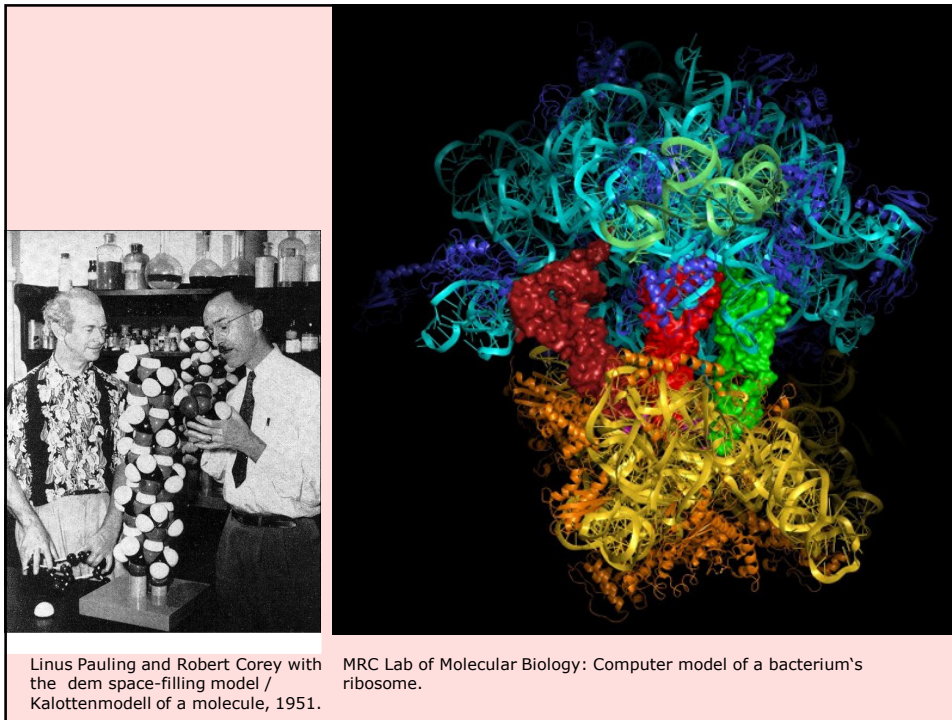 Linus Pauling and Robert Corey with
the dem space-filling model /
Kalottenmodell of a molecule, 1951.
MRC Lab of Molecular Biology: Computer model of a bacterium‘s
ribosome.